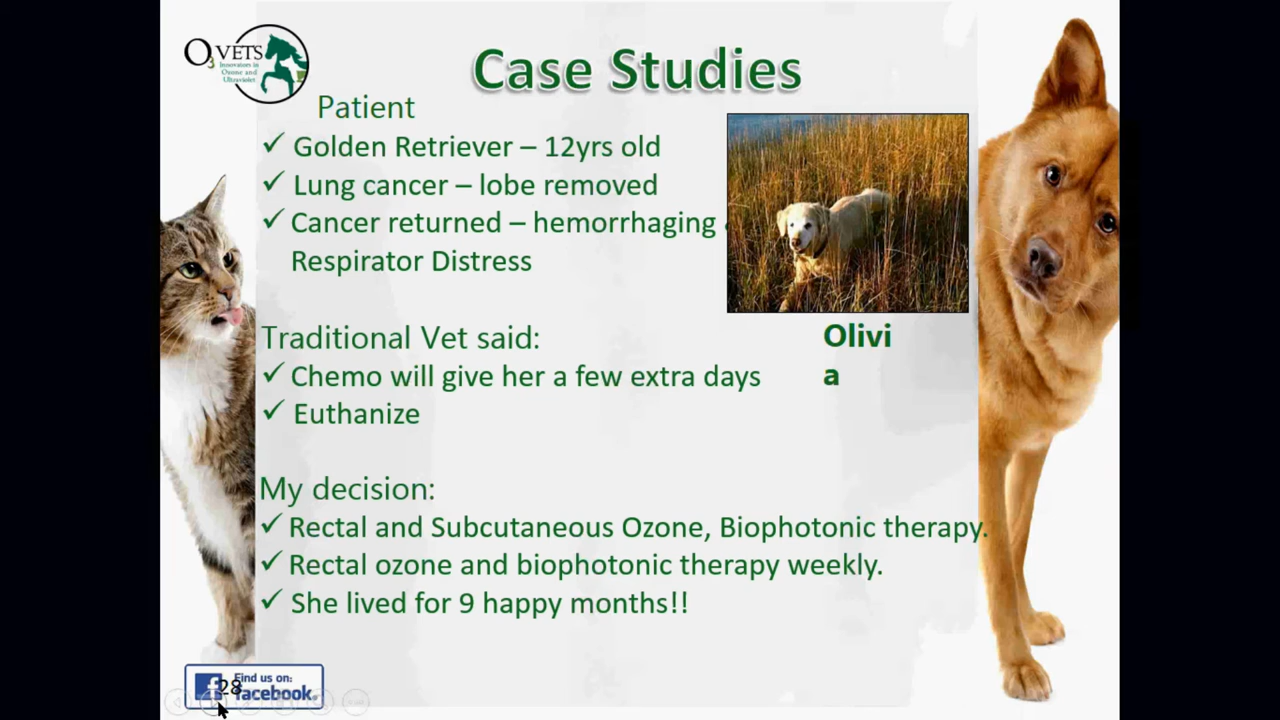 O3VETS
Innovators in
Ozone and
Ultraviolet
Case Studies
Patient
✓ Golden Retriever – 12yrs old
✓ Lung cancer – lobe removed
✓ Cancer returned – hemorrhaging
Respirator Distress
Olivi
a
Traditional Vet said:
✓ Chemo will give her a few extra days
✓ Euthanize
My decision:
✓ Rectal and Subcutaneous Ozone, Biophotonic therapy.
✓ Rectal ozone and biophotonic therapy weekly.
✓ She lived for 9 happy months!!
Find us on:
facebook.
28